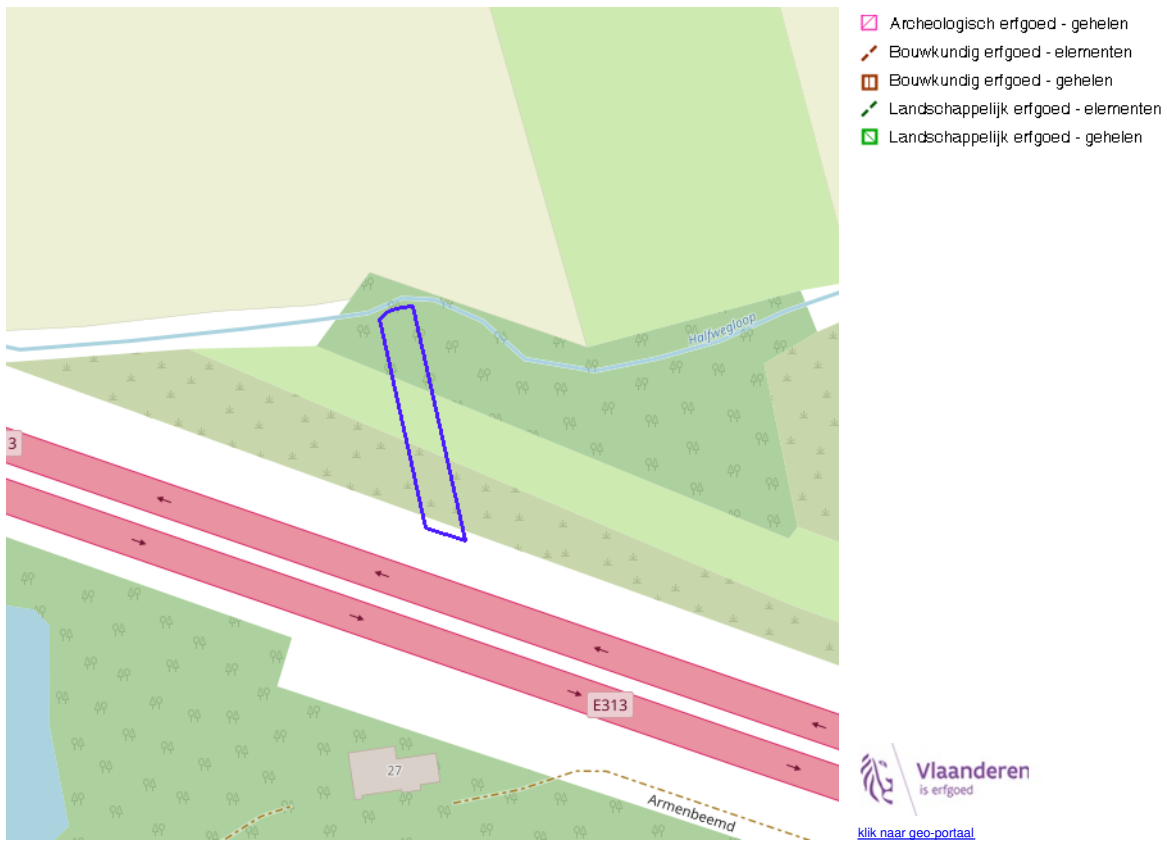 Archeologisch erfgoed - gehelen
Bouwkundig erfgoed - elementen
Bouwkundig erfgoed - gehelen
Landschappelijk erfgoed - elementen
Landschappelijk erfgoed - gehelen
Halfwegloop
3
E313
27
Armenbeemd
Vlaanderen
is erfgoed
klik naar geo-portaal